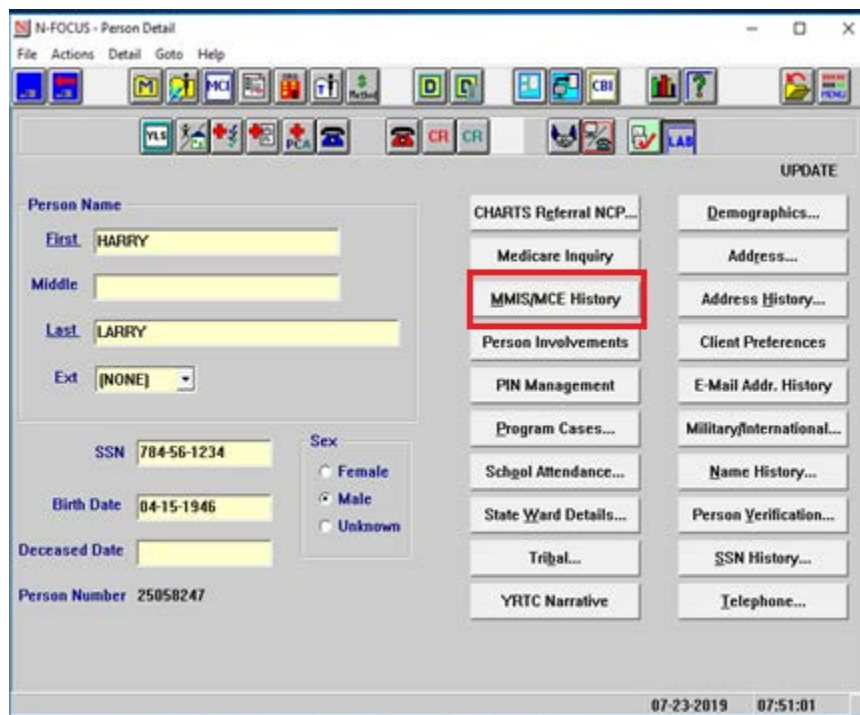 N-FOCUS - Person Detail
File Actions Detail Goto Help
M MCI T $ Method D D CBI ? MENU
YLS PCA CR CR LAB
UPDATE
Person Name
First HARRY
Middle
Last LARRY
Ext (NONE)
SSN 784-56-1234
Birth Date 04-15-1946
Deceased Date
Person Number 25058247
Sex
Female
Male
Unknown
CHARTS Referral NCP...
Medicare Inquiry
MMIS/MCE History
Person Involvements
PIN Management
Program Cases...
School Attendance...
State Ward Details...
Tribal...
YRTC Narrative
Demographics...
Address...
Address History...
Client Preferences
E-Mail Addr. History
Military/International...
Name History...
Person Verification...
SSN History...
Telephone...
07-23-2019 07:51:01